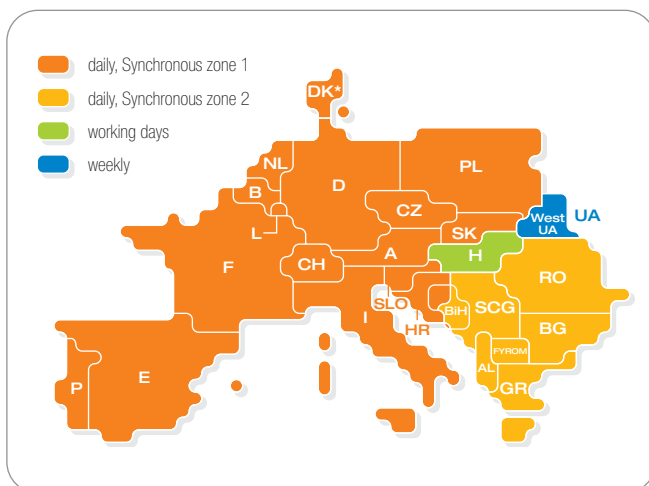 daily, Synchronous zone 1
daily, Synchronous zone 2
working days
weekly
DK*
NL
PL
B
D
CZ
L
SK
West
UA
UA
A
H
F
CH
RO
SLO
I
SCG
BiH
HR
BG
FYROM
AL
P
E
GR